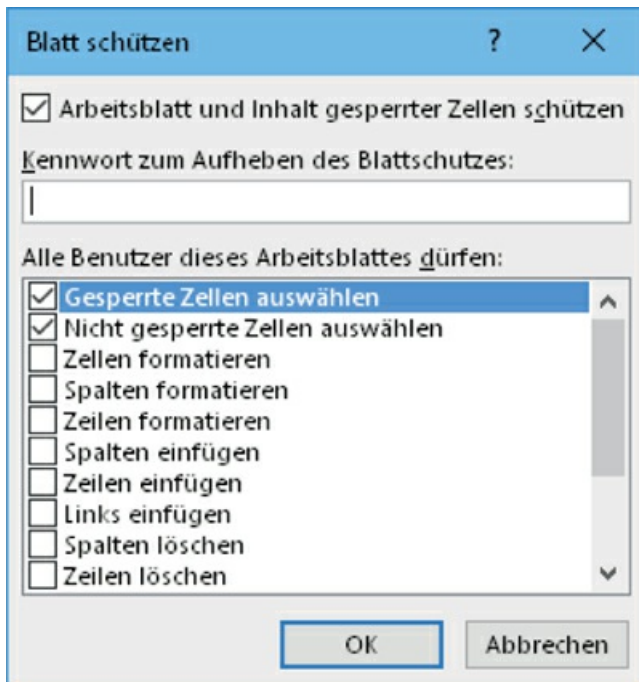 Blatt schützen ?
Arbeitsblatt und Inhalt gesperrter Zellen schützen
Kennwort zum Aufheben des Blattschutzes:
Alle Benutzer dieses Arbeitsblattes dürfen:
Gesperrte Zellen auswählen
Nicht gesperrte Zellen auswählen
Zellen formatieren
Spalten formatieren
Zeilen formatieren
Spalten einfügen
Zeilen einfügen
Links einfügen
Spalten löschen
Zeilen löschen
OK Abbrechen